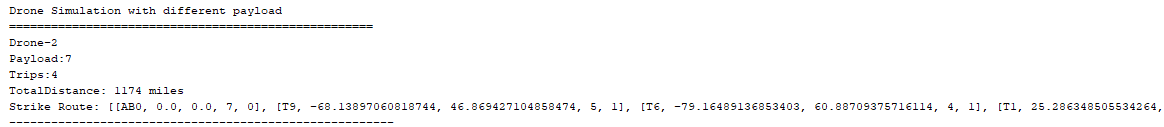 Drone Simulation with different payload
====================================================
Drone-2
Payload:7
Trips:4
TotalDistance: 1174 miles
Strike Route: [[AB0, 0.0, 0.0, 7, 0], [T9, -68.13897060818744, 46.869427104858474, 5, 1], [T6, -79.16489136853403, 60.88709375716114, 4, 1], [T1, 25.286348505534264,
-------------------------------------------------------